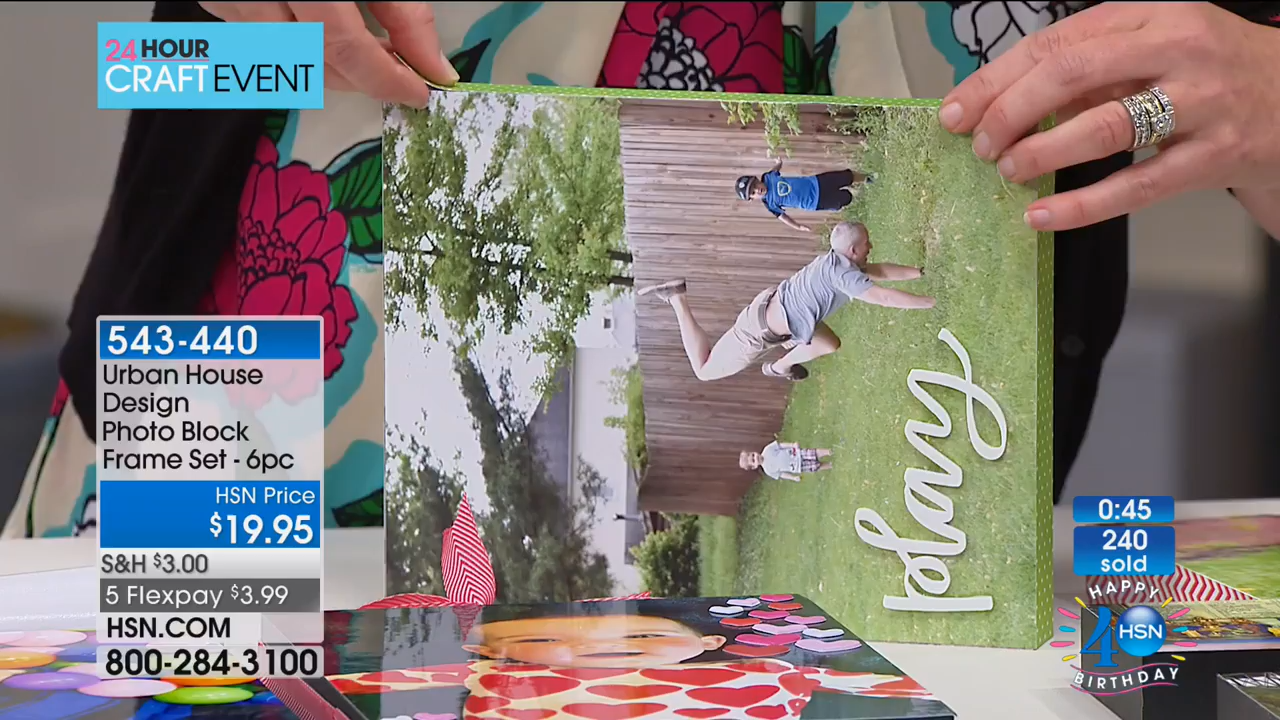 24 HOUR
CRAFT EVENT
543-440
Urban House
Design
Photo Block
Frame Set - 6pc
HSN Price
$19.95
S&H $3.00
5 Flexpay $3.99
HSN.COM
800-284-3100
play
0:45
240
sold
HAPPY
40 HSN
BIRTHDAY